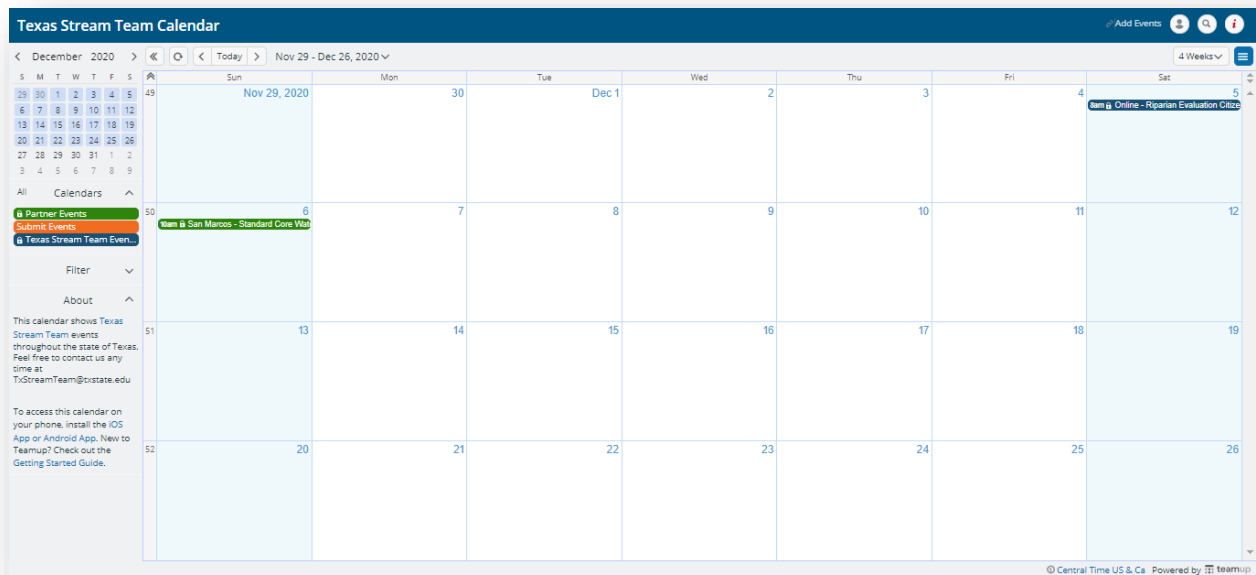 Texas Stream Team Calendar
Add Events
December 2020
Today
Nov 29 - Dec 26, 2020
4 Weeks
S M T W T F S
29 30 1 2 3 4 5
6 7 8 9 10 11 12
13 14 15 16 17 18 19
20 21 22 23 24 25 26
27 28 29 30 31 1 2
3 4 5 6 7 8 9
All Calendars
Partner Events
Submit Events
Texas Stream Team Even...
Filter
About
This calendar shows Texas
Stream Team events
throughout the state of Texas.
Feel free to contact us any
time at
TxStreamTeam@txstate.edu
To access this calendar on
your phone, install the iOS
App or Android App. New to
Teamup? Check out the
Getting Started Guide.
Sun Mon Tue Wed Thu Fri Sat
49 Nov 29, 2020 30 Dec 1 2 3 4 5
8am Online - Riparian Evaluation Citize
50 6 7 8 9 10 11 12
10am San Marcos - Standard Core Wat
51 13 14 15 16 17 18 19
52 20 21 22 23 24 25 26
Central Time US & Ca Powered by teamup